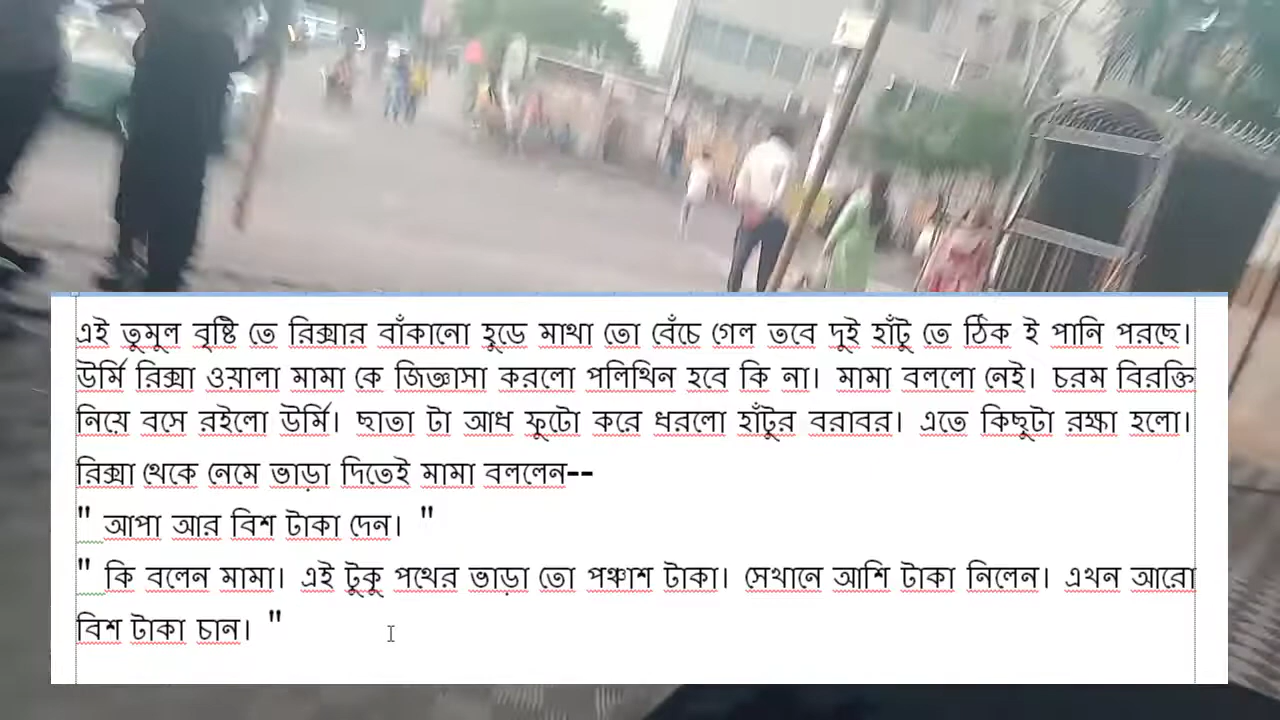 এই তুমুল বৃষ্টি তে রিক্সার বাঁকানো হুডে মাথা তো বেঁচে গেল তবে দুই হাঁটু তে ঠিক ই পানি পরছে।
উর্মি রিক্সা ওয়ালা মামা কে জিজ্ঞাসা করলো পলিথিন হবে কি না। মামা বললো নেই। চরম বিরক্তি
নিয়ে বসে রইলো উর্মি। ছাতা টা আধ ফুটো করে ধরলো হাঁটুর বরাবর। এতে কিছুটা রক্ষা হলো।
রিক্সা থেকে নেমে ভাড়া দিতেই মামা বললেন--
" আপা আর বিশ টাকা দেন। "
" কি বলেন মামা। এই টুকু পথের ভাড়া তো পঞ্চাশ টাকা। সেখানে আশি টাকা নিলেন। এখন আরো
বিশ টাকা চান। "